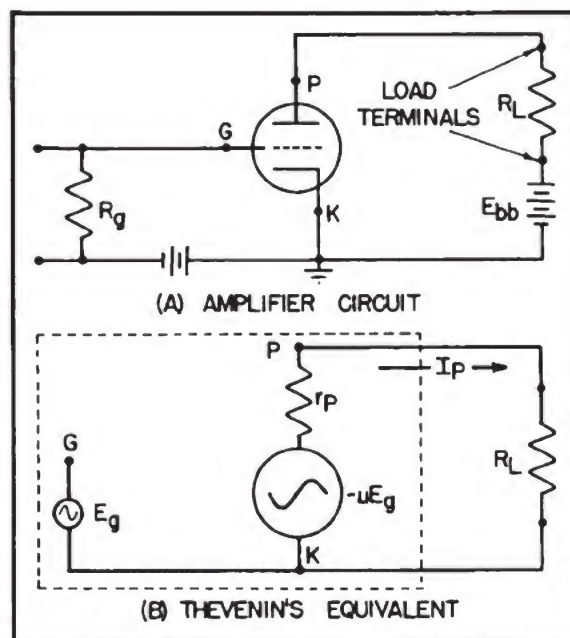 P
LOAD
TERMINALS
R_L
G
R_g
K
E_bb
(A) AMPLIFIER CIRCUIT
P
I_P
r_P
G
R_L
E_g
-uE_g
K
(B) THEVENIN'S EQUIVALENT